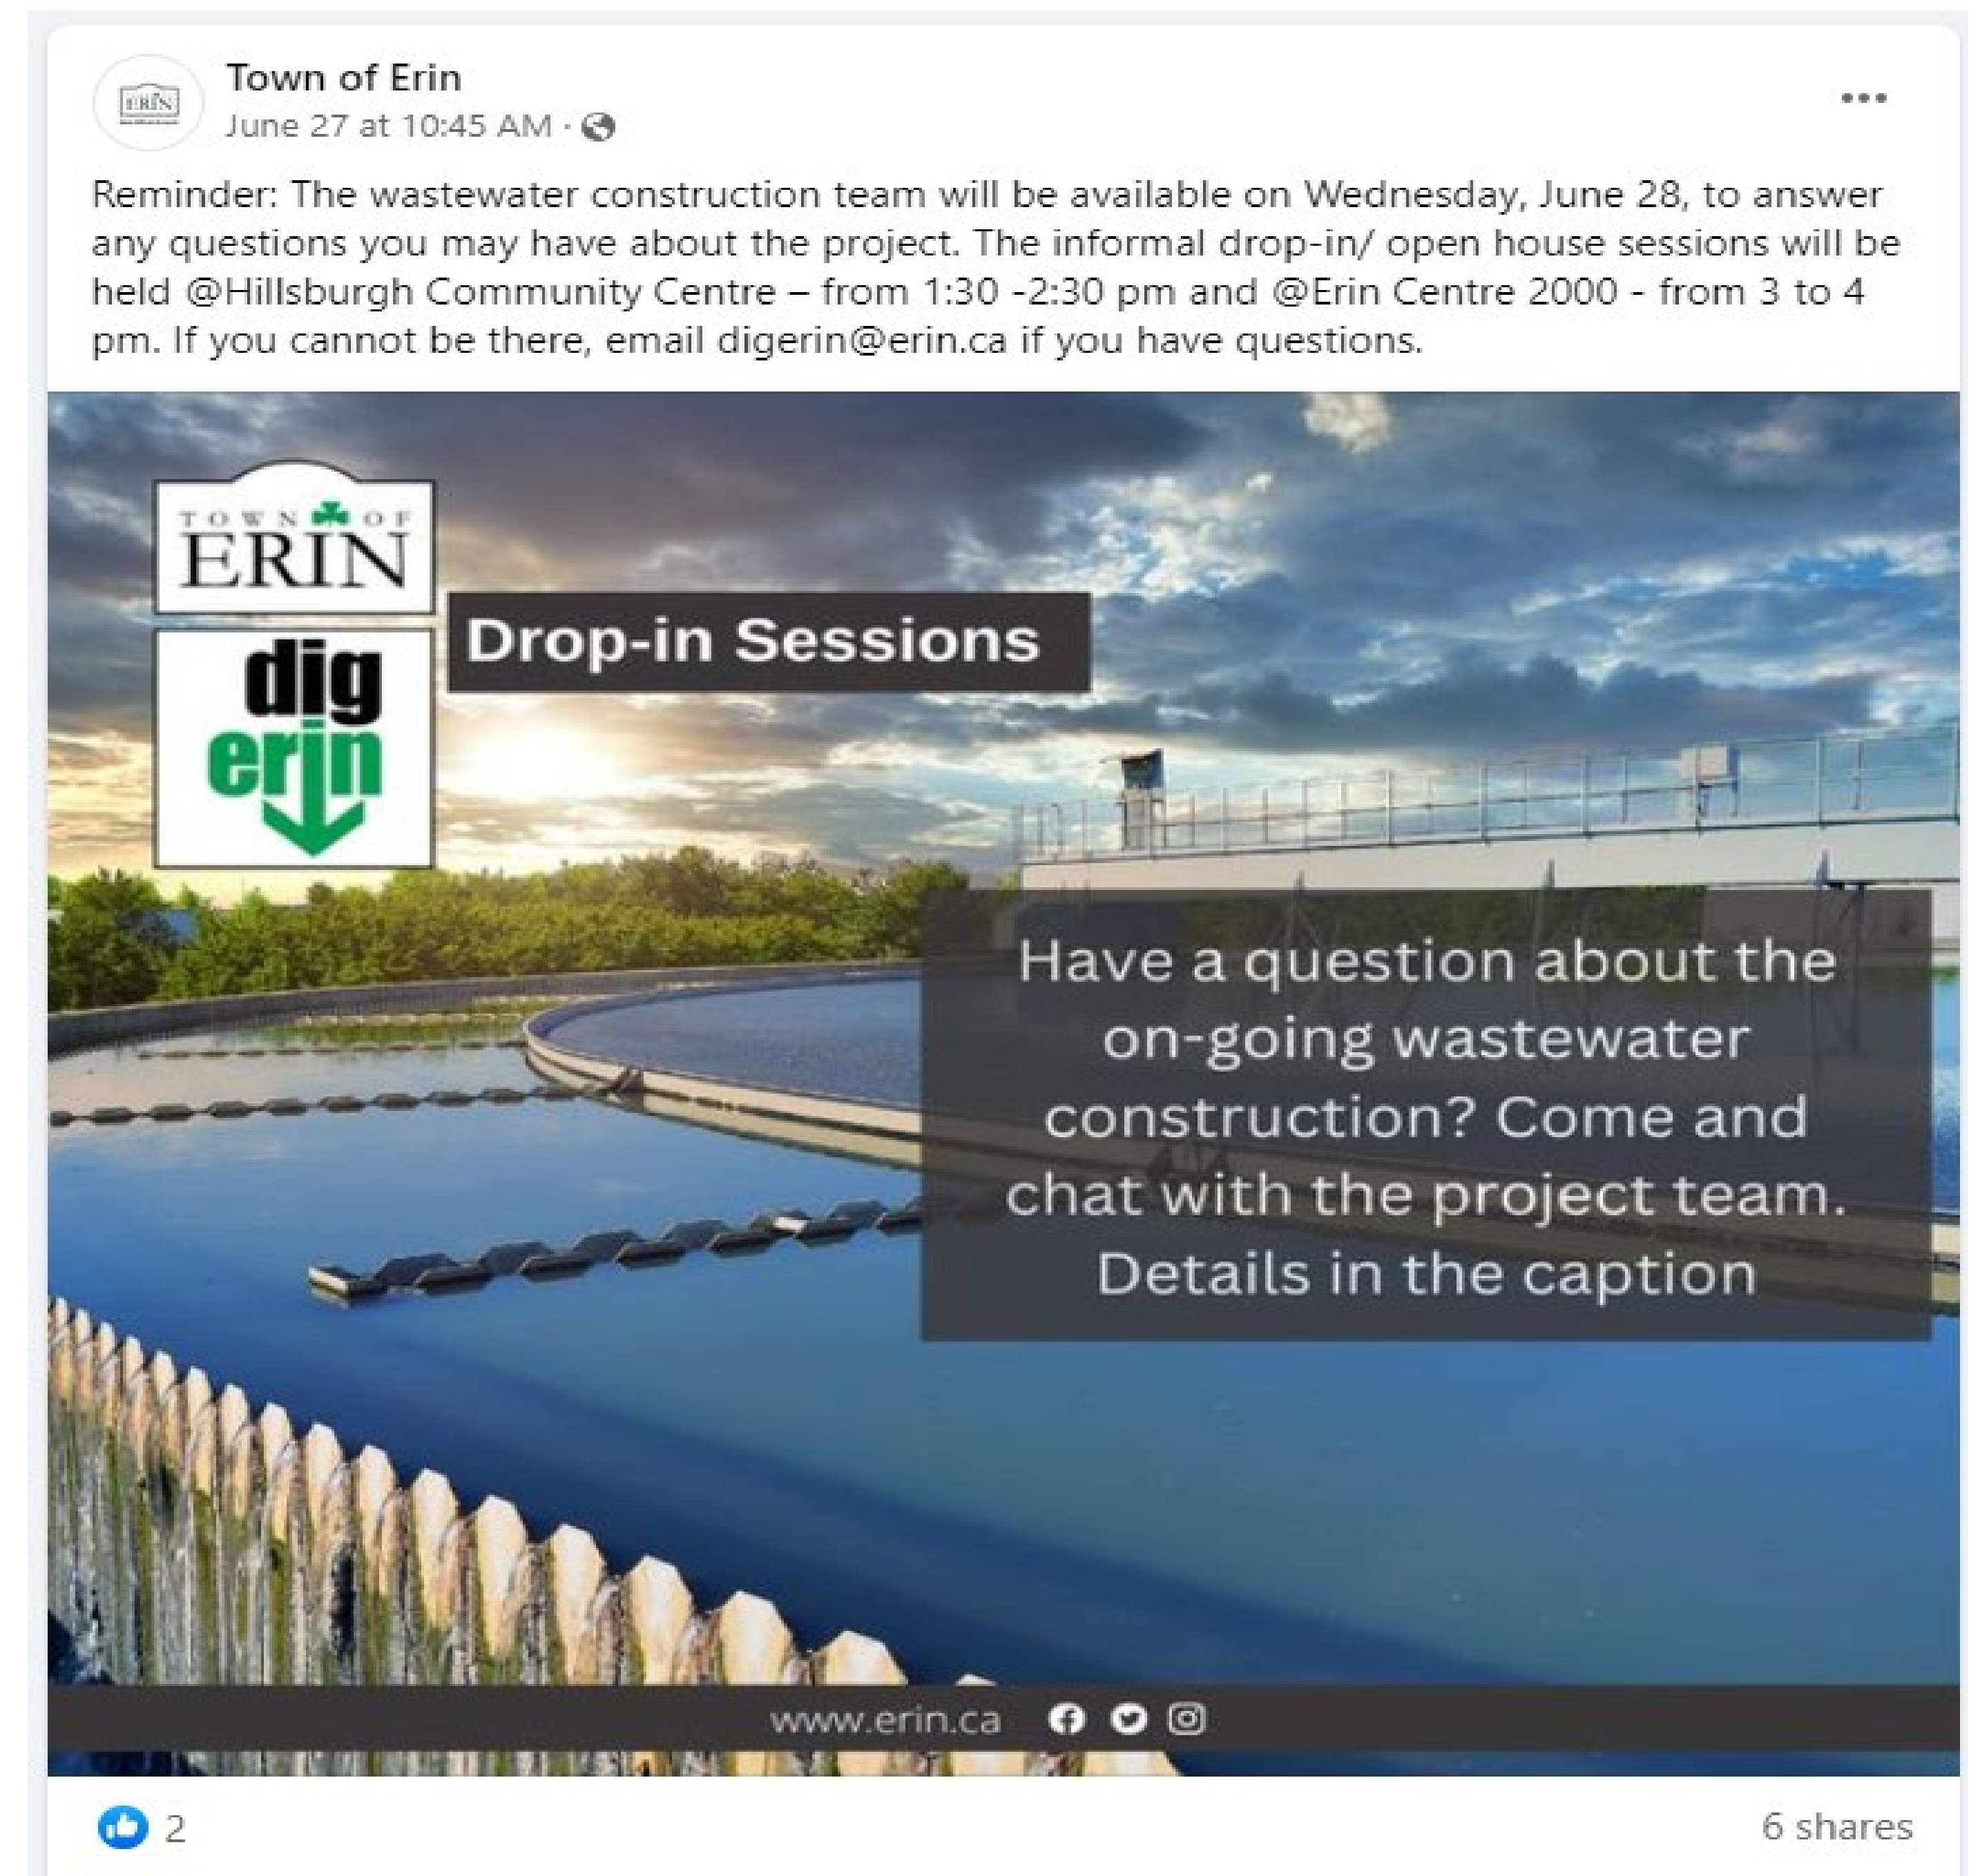 Town of Erin
June 27 at 10:45 AM ·
Reminder: The wastewater construction team will be available on Wednesday, June 28, to answer
any questions you may have about the project. The informal drop-in/ open house sessions will be
held @Hillsburgh Community Centre – from 1:30 -2:30 pm and @Erin Centre 2000 - from 3 to 4
pm. If you cannot be there, email digerin@erin.ca if you have questions.
TOWN OF
ERIN
Drop-in Sessions
dig
erin
Have a question about the
on-going wastewater
construction? Come and
chat with the project team.
Details in the caption
www.erin.ca
2
6 shares